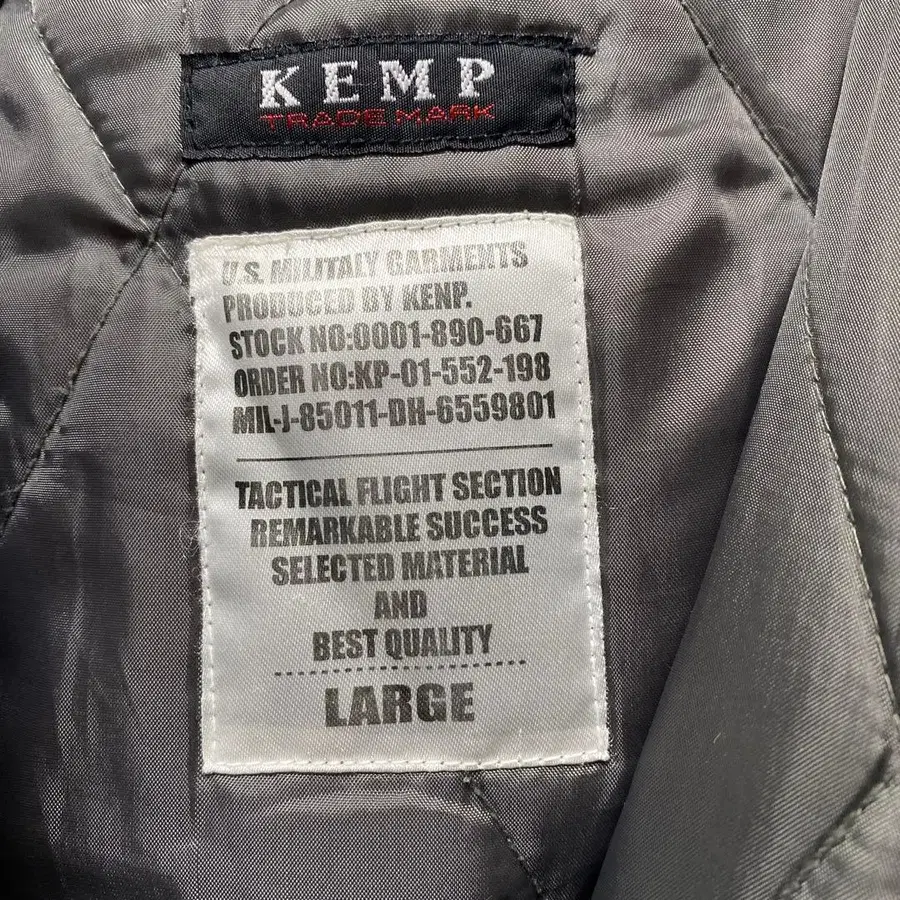 KEMP
TRADE MARK
U.S. MILITALY GARMENTS
PRODUCED BY KENP.
STOCK NO:0001-890-667
ORDER NO:KP-01-552-198
MIL-J-85011-DH-6559801
TACTICAL FLIGHT SECTION
REMARKABLE SUCCESS
SELECTED MATERIAL
AND
BEST QUALITY
LARGE